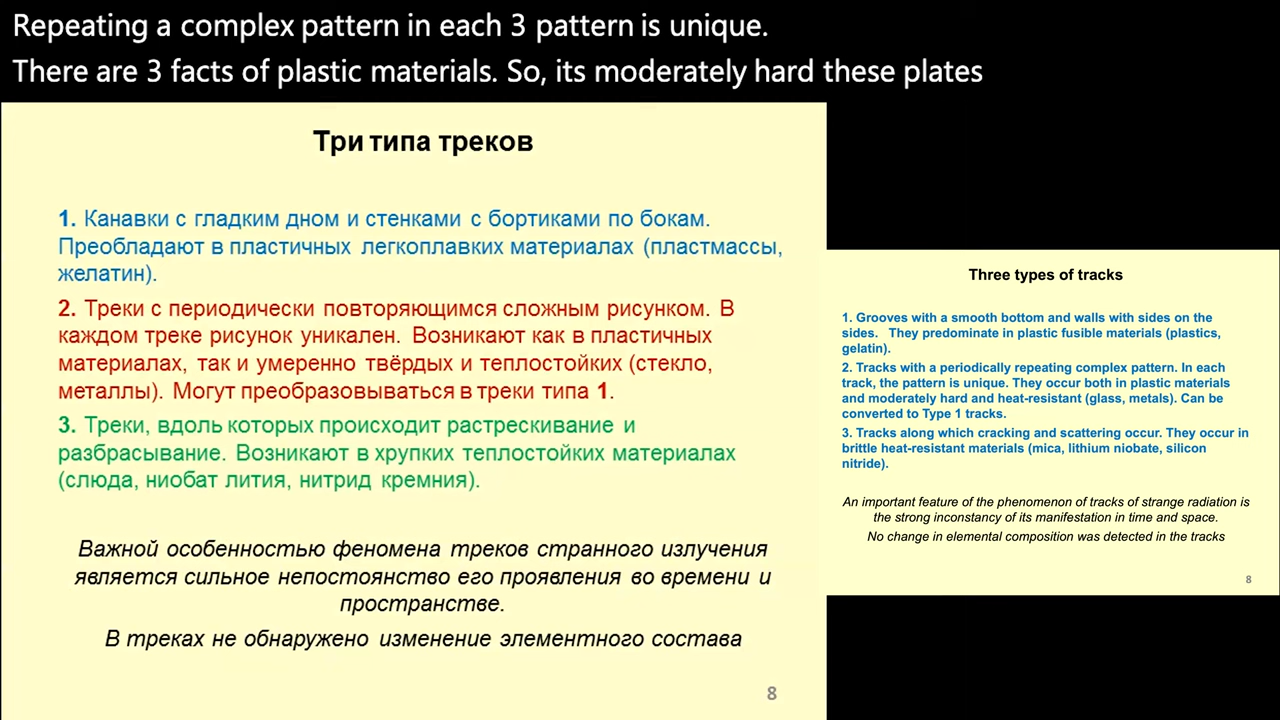 Repeating a complex pattern in each 3 pattern is unique.
There are 3 facts of plastic materials. So, its moderately hard these plates
Три типа треков
1. Канавки с гладким дном и стенками с бортиками по бокам.
Преобладают в пластичных легкоплавких материалах (пластмассы,
желатин).
2. Треки с периодически повторяющимся сложным рисунком. В
каждом треке рисунок уникален. Возникают как в пластичных
материалах, так и умеренно твёрдых и теплостойких (стекло,
металлы). Могут преобразовываться в треки типа 1.
3. Треки, вдоль которых происходит растрескивание и
разбрасывание. Возникают в хрупких теплостойких материалах
(слюда, ниобат лития, нитрид кремния).
Важной особенностью феномена треков странного излучения
является сильное непостоянство его проявления во времени и
пространстве.
В треках не обнаружено изменение элементного состава
8
Three types of tracks
1. Grooves with a smooth bottom and walls with sides on the
sides. They predominate in plastic fusible materials (plastics,
gelatin).
2. Tracks with a periodically repeating complex pattern. In each
track, the pattern is unique. They occur both in plastic materials
and moderately hard and heat-resistant (glass, metals). Can be
converted to Type 1 tracks.
3. Tracks along which cracking and scattering occur. They occur in
brittle heat-resistant materials (mica, lithium niobate, silicon
nitride).
An important feature of the phenomenon of tracks of strange radiation is
the strong inconstancy of its manifestation in time and space.
No change in elemental composition was detected in the tracks
8